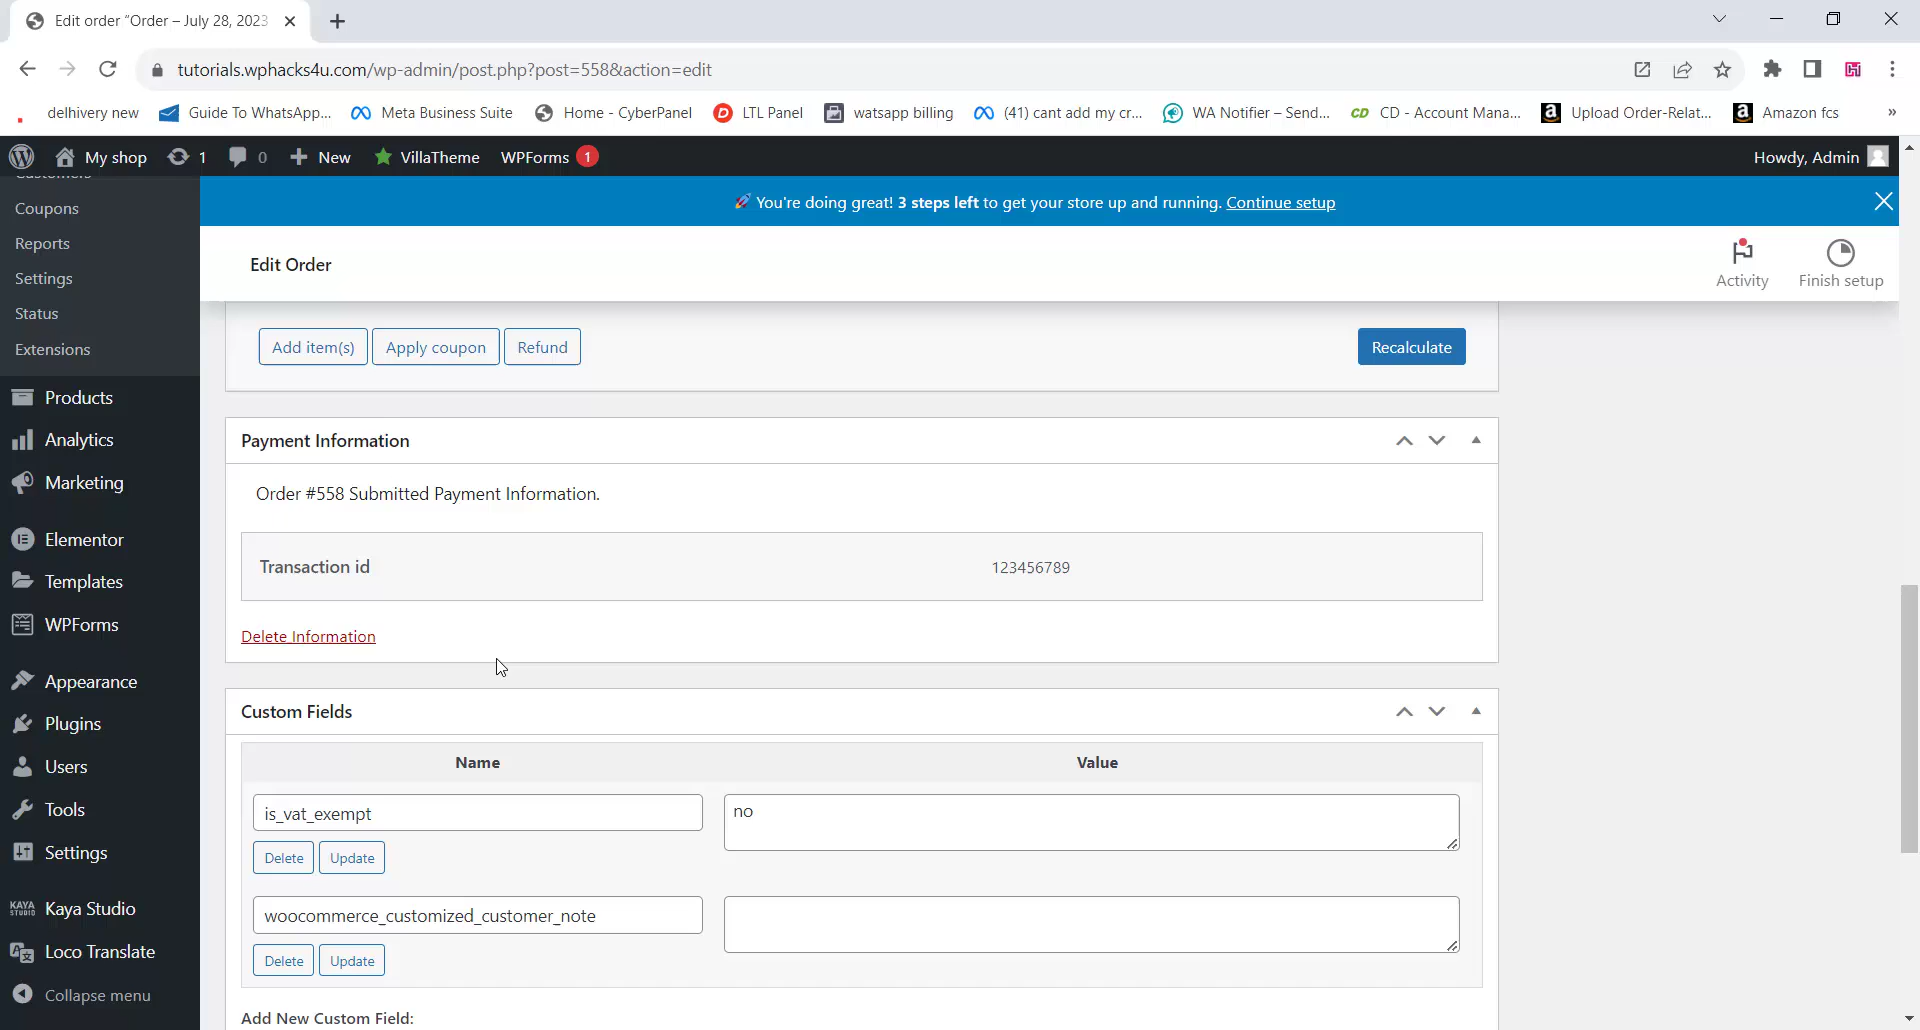 Edit order "Order – July 28, 2023
tutorials.wphacks4u.com/wp-admin/post.php?post=558&action=edit
delhivery new
Guide To WhatsApp...
Meta Business Suite
Home - CyberPanel
LTL Panel
watsapp billing
(41) cant add my cr...
WA Notifier – Send...
CD - Account Mana...
Upload Order-Relat...
Amazon fcs
»
My shop
1
0
New
VillaTheme
WPForms 1
Howdy, Admin
Customers
Coupons
Reports
Settings
Status
Extensions
Products
Analytics
Marketing
Elementor
Templates
WPForms
Appearance
Plugins
Users
Tools
Settings
KAYA STUDIO Kaya Studio
Loco Translate
Collapse menu
🚀 You're doing great! 3 steps left to get your store up and running. Continue setup
Edit Order
Activity
Finish setup
Add item(s)
Apply coupon
Refund
Recalculate
Payment Information
Order #558 Submitted Payment Information.
Transaction id
123456789
Delete Information
Custom Fields
Name
Value
is_vat_exempt
no
Delete
Update
woocommerce_customized_customer_note
Delete
Update
Add New Custom Field: